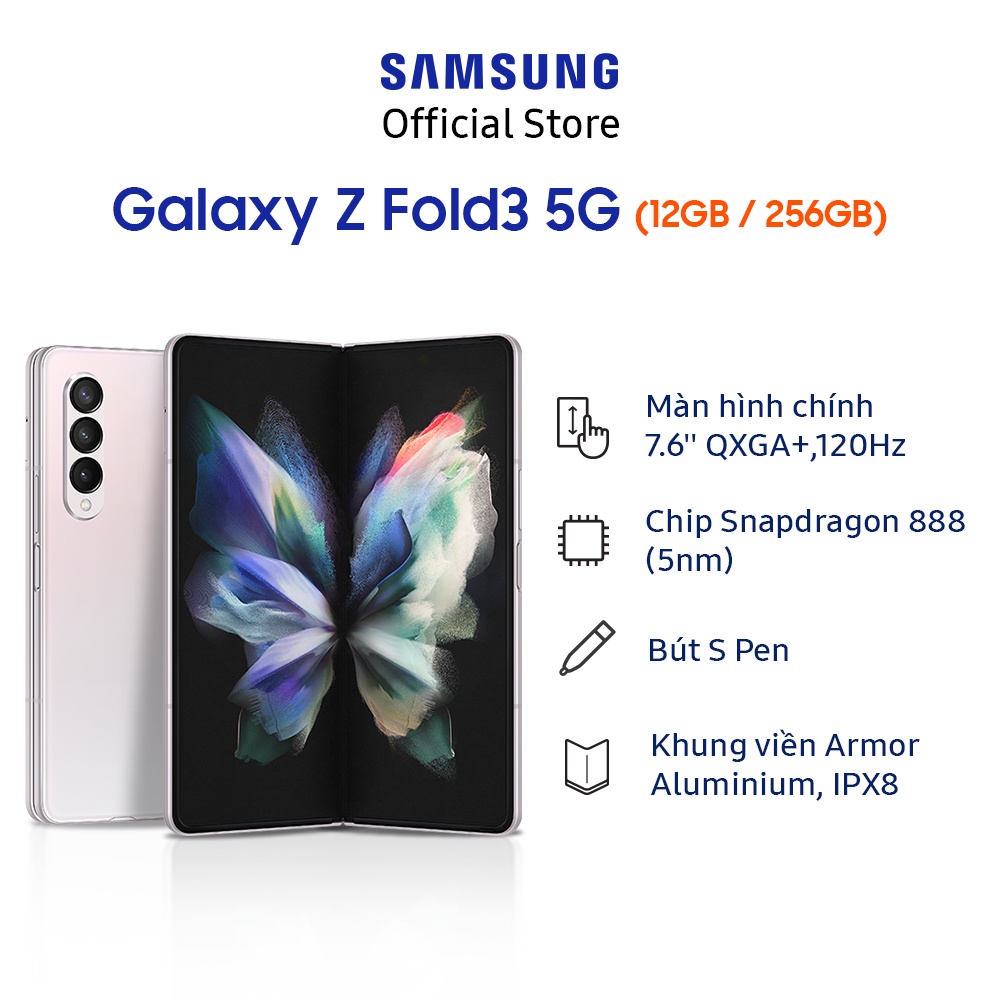 SAMSUNG
Official Store
Galaxy Z Fold3 5G (12GB / 256GB)
Màn hình chính
7.6'' QXGA+,120Hz
Chip Snapdragon 888
(5nm)
Bút S Pen
Khung viền Armor
Aluminium, IPX8